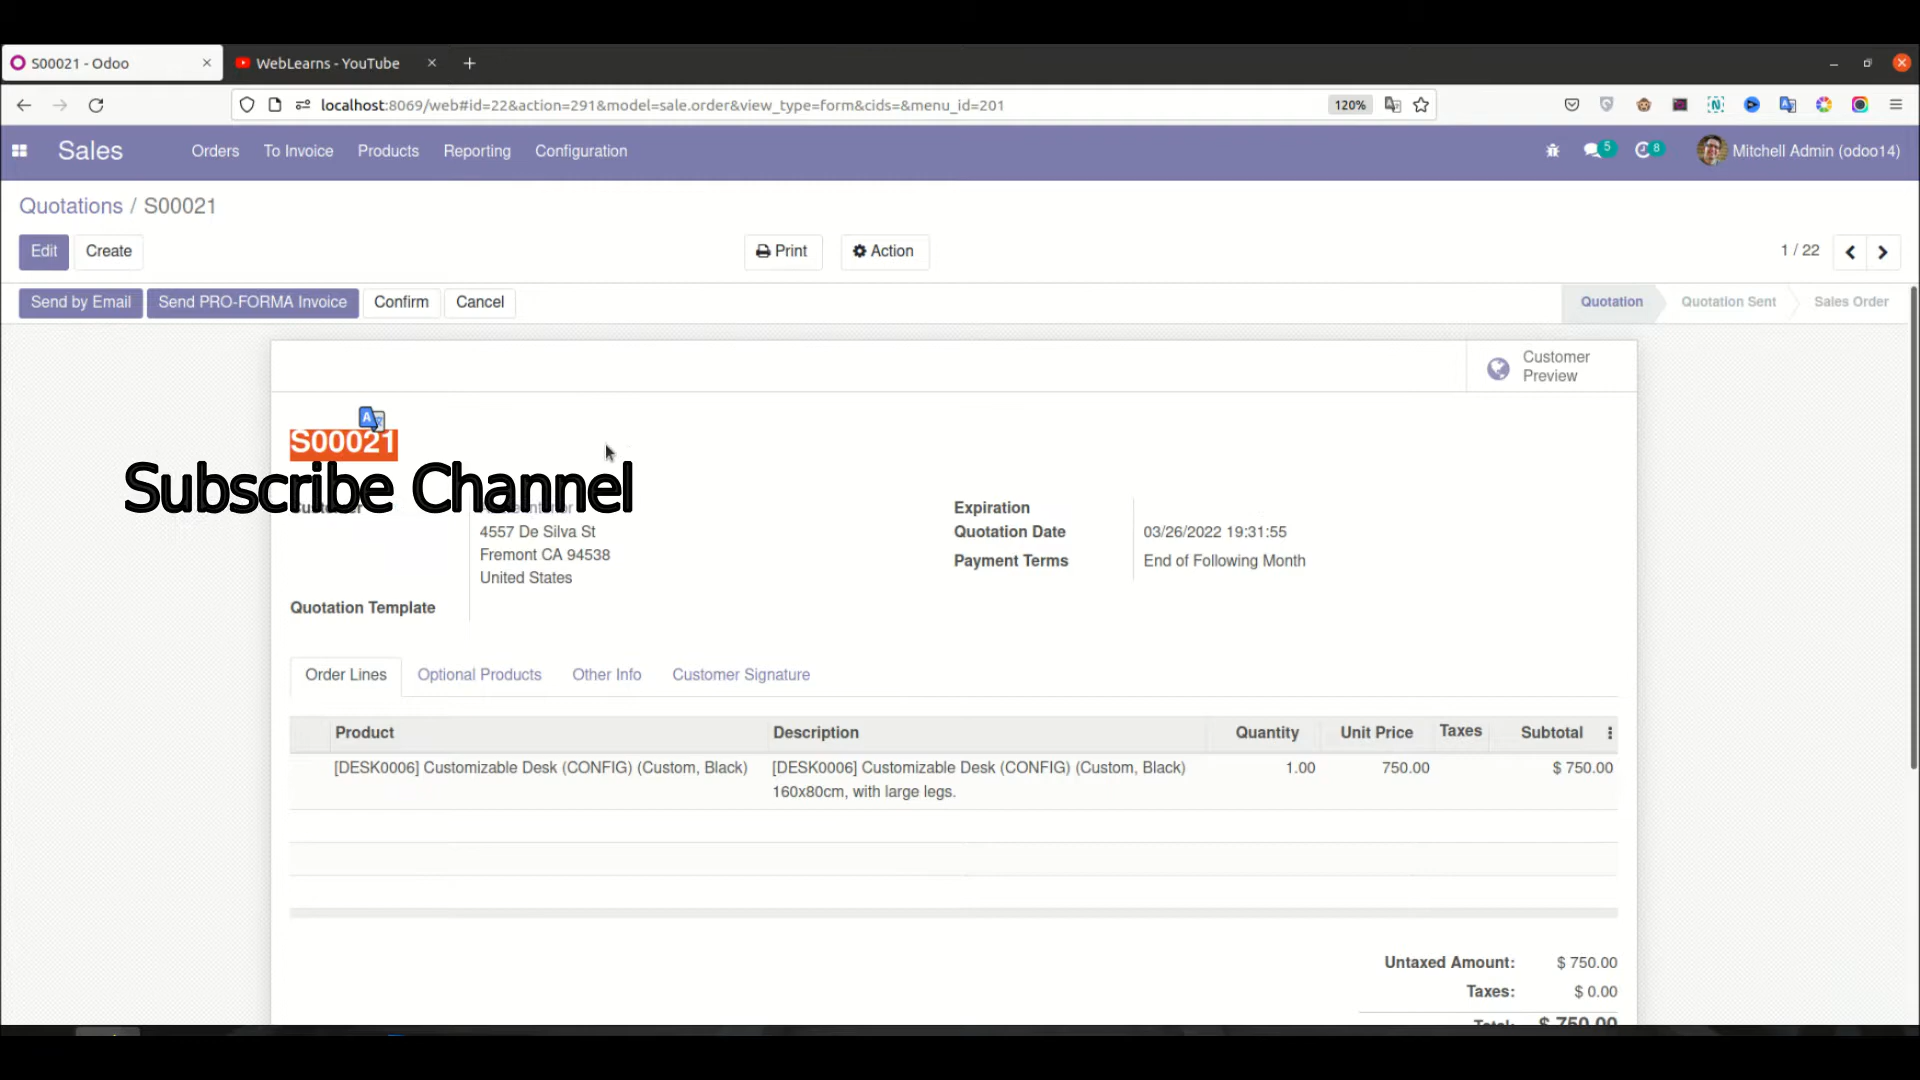 S00021 - Odoo
WebLearns - YouTube
localhost:8069/web#id=22&action=291&model=sale.order&view_type=form&cids=&menu_id=201
120%
Sales
Orders
To Invoice
Products
Reporting
Configuration
5
8
Mitchell Admin (odoo14)
Quotations / S00021
Edit
Create
Print
Action
1 / 22
Send by Email
Send PRO-FORMA Invoice
Confirm
Cancel
Quotation
Quotation Sent
Sales Order
Customer
Preview
S00021
Subscribe Channel
Customer
4557 De Silva St
Fremont CA 94538
United States
Expiration
Quotation Date
03/26/2022 19:31:55
Payment Terms
End of Following Month
Quotation Template
Order Lines
Optional Products
Other Info
Customer Signature
Product
Description
Quantity
Unit Price
Taxes
Subtotal
[DESK0006] Customizable Desk (CONFIG) (Custom, Black)
[DESK0006] Customizable Desk (CONFIG) (Custom, Black)
160x80cm, with large legs.
1.00
750.00
$ 750.00
Untaxed Amount:
$ 750.00
Taxes:
$ 0.00
Total:
$ 750.00